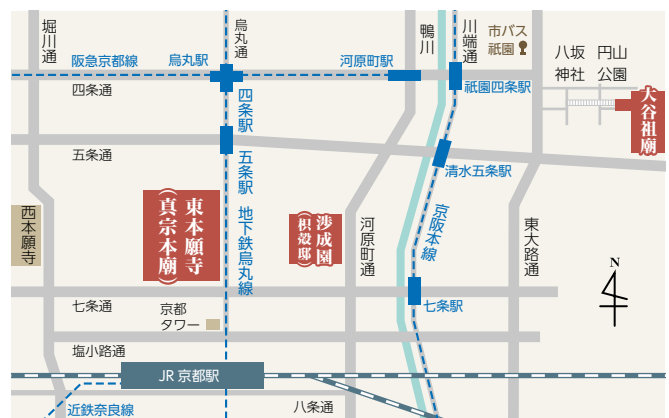 堀川通
烏丸通
鴨川
川端通
市バス
祇園
八坂神社
円山公園
阪急京都線
烏丸駅
河原町駅
四条通
四条駅
祇園四条駅
大谷祖廟
五条通
五条駅
清水五条駅
西本願寺
東本願寺
(真宗本廟)
地下鉄烏丸線
渉成園
(枳殻邸)
河原町通
京阪本線
東大路通
N
七条通
京都
タワー
七条駅
塩小路通
JR 京都駅
近鉄奈良線
八条通